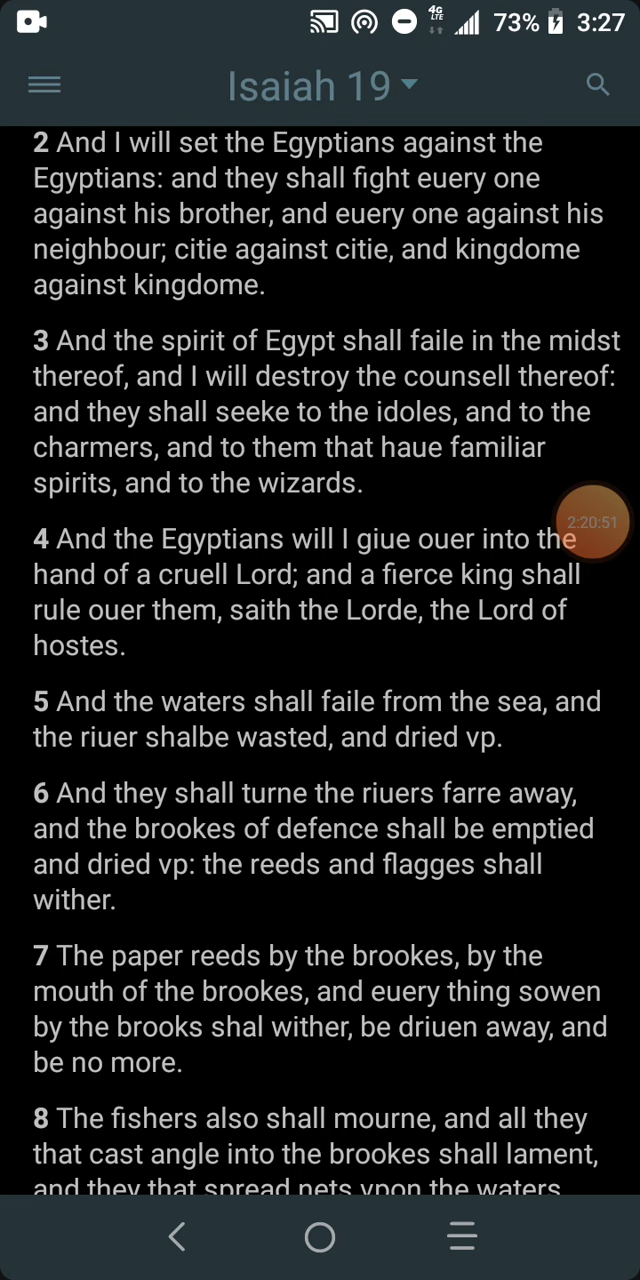 4G
LTE
73%
3:27
Isaiah 19
2 And I will set the Egyptians against the
Egyptians: and they shall fight euery one
against his brother, and euery one against his
neighbour; citie against citie, and kingdome
against kingdome.
3 And the spirit of Egypt shall faile in the midst
thereof, and I will destroy the counsell thereof:
and they shall seeke to the idoles, and to the
charmers, and to them that haue familiar
spirits, and to the wizards.
2:20:51
4 And the Egyptians will I giue ouer into the
hand of a cruell Lord; and a fierce king shall
rule ouer them, saith the Lorde, the Lord of
hostes.
5 And the waters shall faile from the sea, and
the riuer shalbe wasted, and dried vp.
6 And they shall turne the riuers farre away,
and the brookes of defence shall be emptied
and dried vp: the reeds and flagges shall
wither.
7 The paper reeds by the brookes, by the
mouth of the brookes, and euery thing sowen
by the brooks shal wither, be driuen away, and
be no more.
8 The fishers also shall mourne, and all they
that cast angle into the brookes shall lament,
and they that spread nets vpon the waters